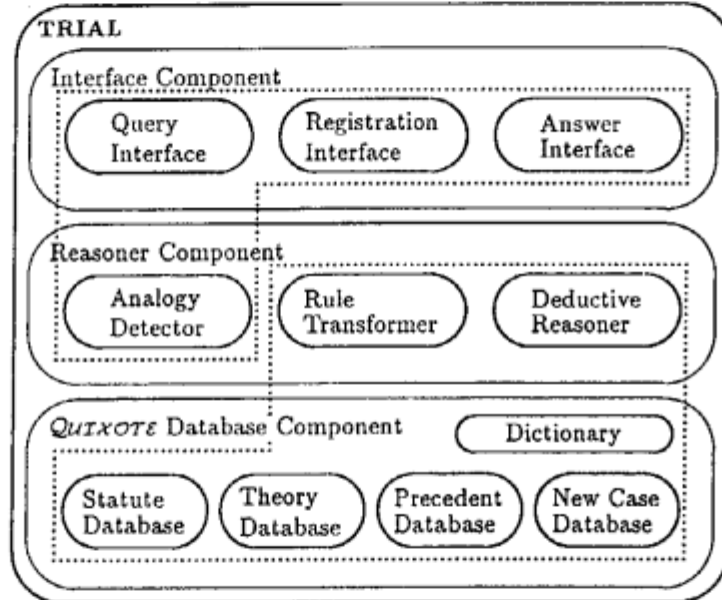 TRIAL
Interface Component
Query
Interface
Registration
Interface
Answer
Interface
Reasoner Component
Analogy
Detector
Rule
Transformer
Deductive
Reasoner
QUIXOTE Database Component
Dictionary
Statute
Database
Theory
Database
Precedent
Database
New Case
Database